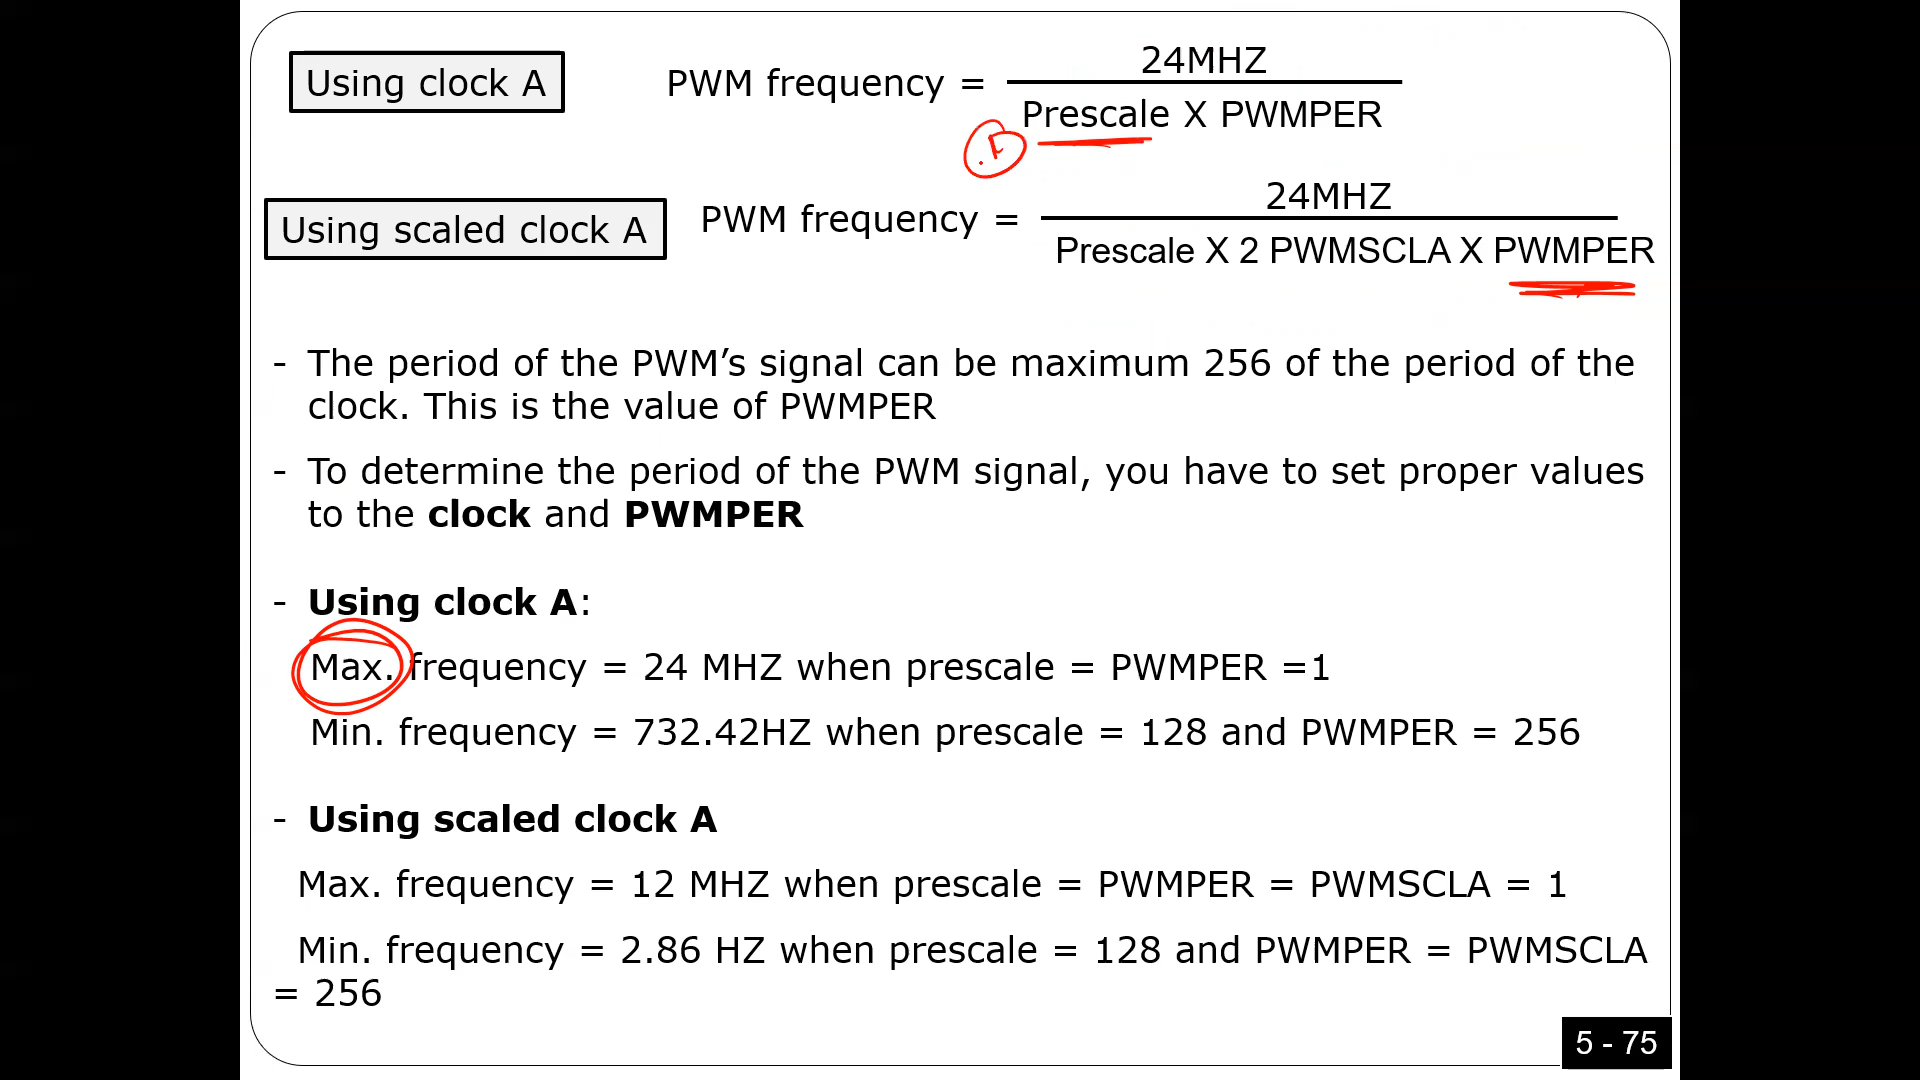 Using clock A
PWM frequency = 24MHZ
Prescale X PWMPER
Using scaled clock A
PWM frequency = 24MHZ
Prescale X 2 PWMSCLA X PWMPER
- The period of the PWM’s signal can be maximum 256 of the period of the
clock. This is the value of PWMPER
- To determine the period of the PWM signal, you have to set proper values
to the clock and PWMPER
- Using clock A:
Max. frequency = 24 MHZ when prescale = PWMPER =1
Min. frequency = 732.42HZ when prescale = 128 and PWMPER = 256
- Using scaled clock A
Max. frequency = 12 MHZ when prescale = PWMPER = PWMSCLA = 1
Min. frequency = 2.86 HZ when prescale = 128 and PWMPER = PWMSCLA
= 256
5 - 75